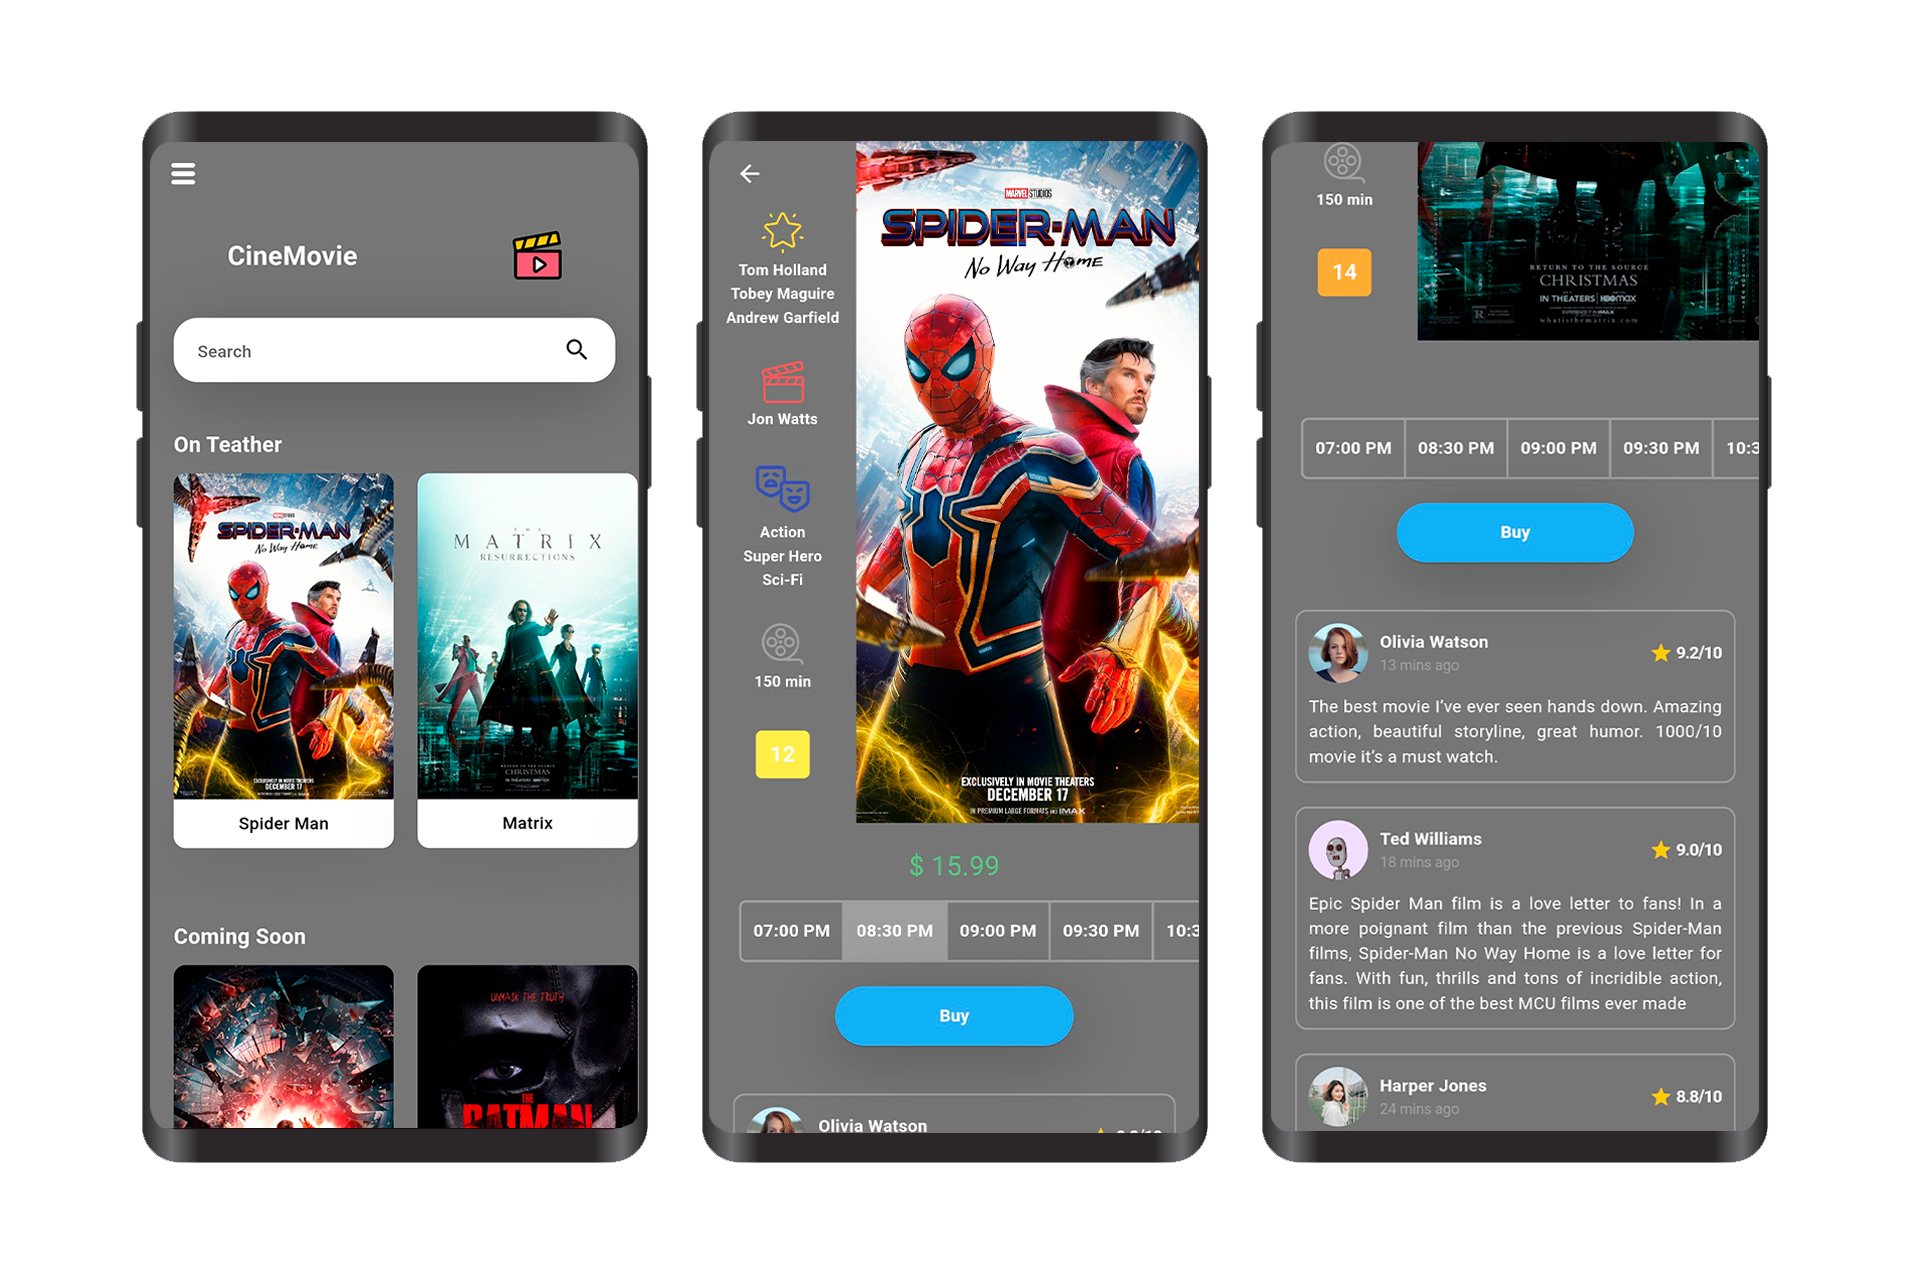 CineMovie
Search
On Teather
SPIDER-MAN
No Way Home
EXCLUSIVELY IN MOVIE THEATERS
DECEMBER 17
Spider Man
THE
MATRIX
RESURRECTIONS
CHRISTMAS
Matrix
Coming Soon
UNMASK THE TRUTH
THE
BATMAN
Tom Holland
Tobey Maguire
Andrew Garfield
Jon Watts
Action
Super Hero
Sci-Fi
150 min
12
MARVEL STUDIOS
SPIDER-MAN
No Way Home
EXCLUSIVELY IN MOVIE THEATERS
DECEMBER 17
IN PREMIUM LARGE FORMATS AND IMAX
$ 15.99
07:00 PM 08:30 PM 09:00 PM 09:30 PM 10:3
Buy
Olivia Watson
150 min
14
RETURN TO THE SOURCE
CHRISTMAS
IN THEATERS HBOMAX
EXPERIENCE IT IN IMAX
whatisthematrix.com
R
07:00 PM 08:30 PM 09:00 PM 09:30 PM 10:3
Buy
Olivia Watson
13 mins ago
9.2/10
The best movie I've ever seen hands down. Amazing
action, beautiful storyline, great humor. 1000/10
movie it's a must watch.
Ted Williams
18 mins ago
9.0/10
Epic Spider Man film is a love letter to fans! In a
more poignant film than the previous Spider-Man
films, Spider-Man No Way Home is a love letter for
fans. With fun, thrills and tons of incridible action,
this film is one of the best MCU films ever made
Harper Jones
24 mins ago
8.8/10